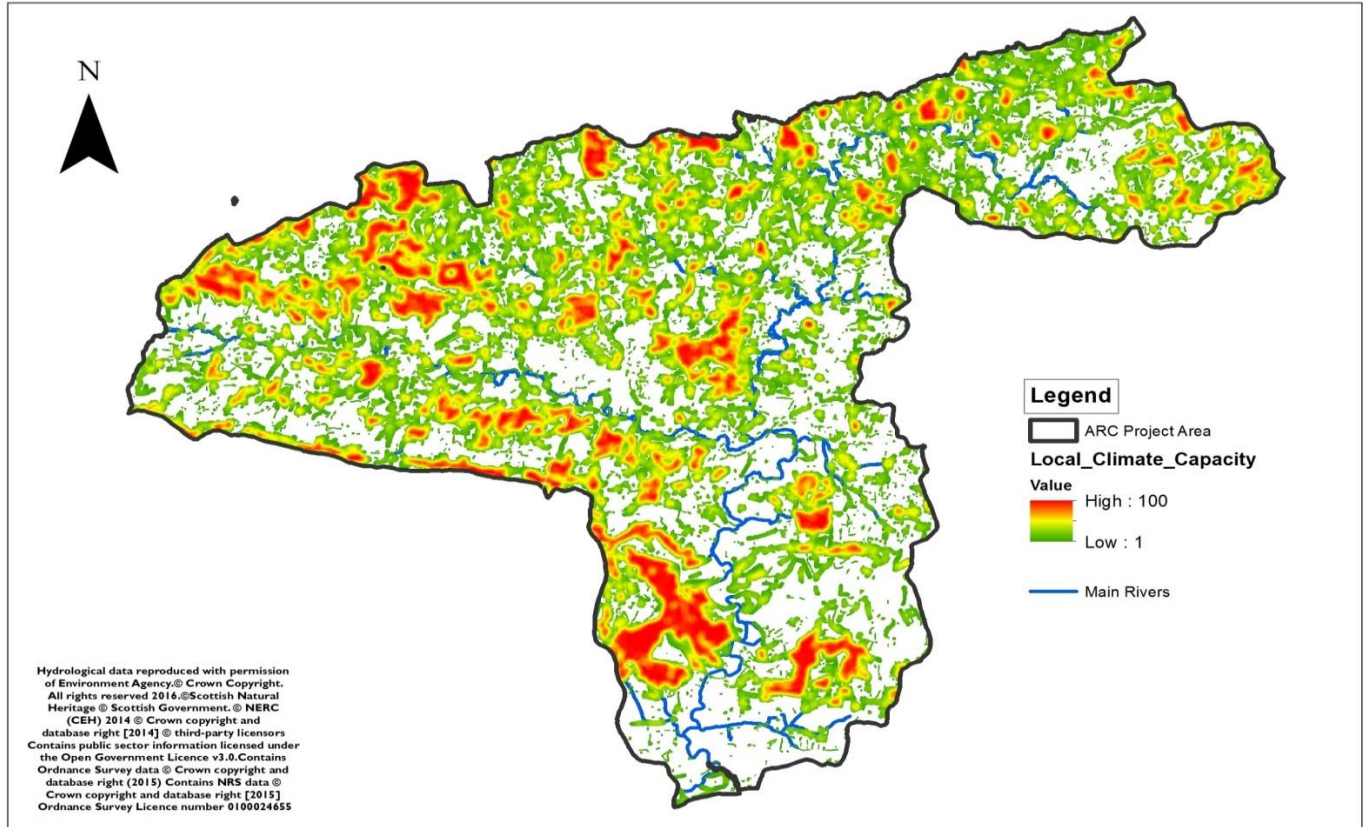 N
Legend
ARC Project Area
Local_Climate_Capacity
Value
High : 100
Low : 1
Main Rivers
Hydrological data reproduced with permission
of Environment Agency.© Crown Copyright.
All rights reserved 2016.©Scottish Natural
Heritage © Scottish Government. © NERC
(CEH) 2014 © Crown copyright and
database right [2014] © third-party licensors
Contains public sector information licensed under
the Open Government Licence v3.0.Contains
Ordnance Survey data © Crown copyright and
database right (2015) Contains NRS data ©
Crown copyright and database right [2015]
Ordnance Survey Licence number 0100024655